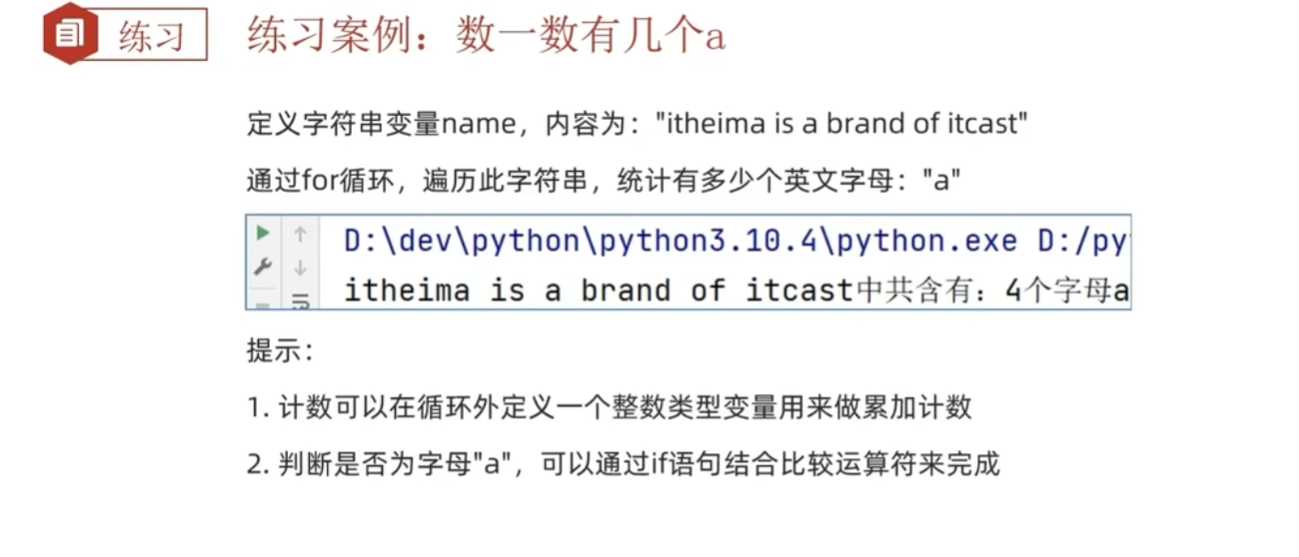 练习
练习案例：数一数有几个a
定义字符串变量name，内容为："itheima is a brand of itcast"
通过for循环，遍历此字符串，统计有多少个英文字母："a"
D:\dev\python\python3.10.4\python.exe D:/py
itheima is a brand of itcast中共含有：4个字母a
提示：
1. 计数可以在循环外定义一个整数类型变量用来做累加计数
2. 判断是否为字母"a"，可以通过if语句结合比较运算符来完成